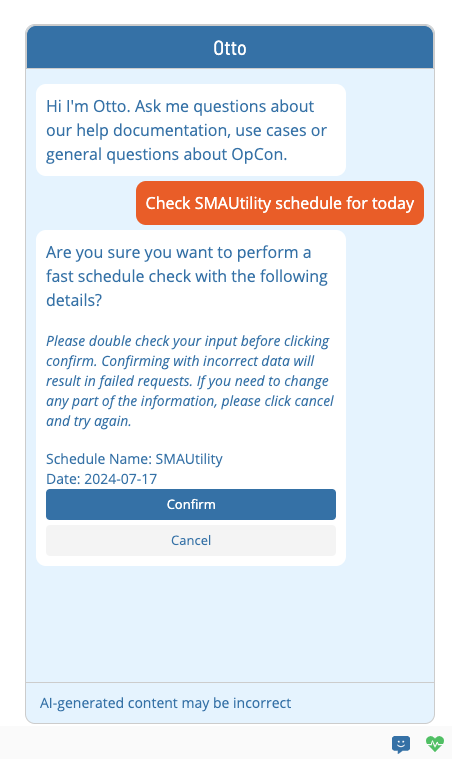 Otto
Hi I'm Otto. Ask me questions about
our help documentation, use cases or
general questions about OpCon.
Check SMAUtility schedule for today
Are you sure you want to perform a
fast schedule check with the following
details?
Please double check your input before clicking
confirm. Confirming with incorrect data will
result in failed requests. If you need to change
any part of the information, please click cancel
and try again.
Schedule Name: SMAUtility
Date: 2024-07-17
Confirm
Cancel
AI-generated content may be incorrect